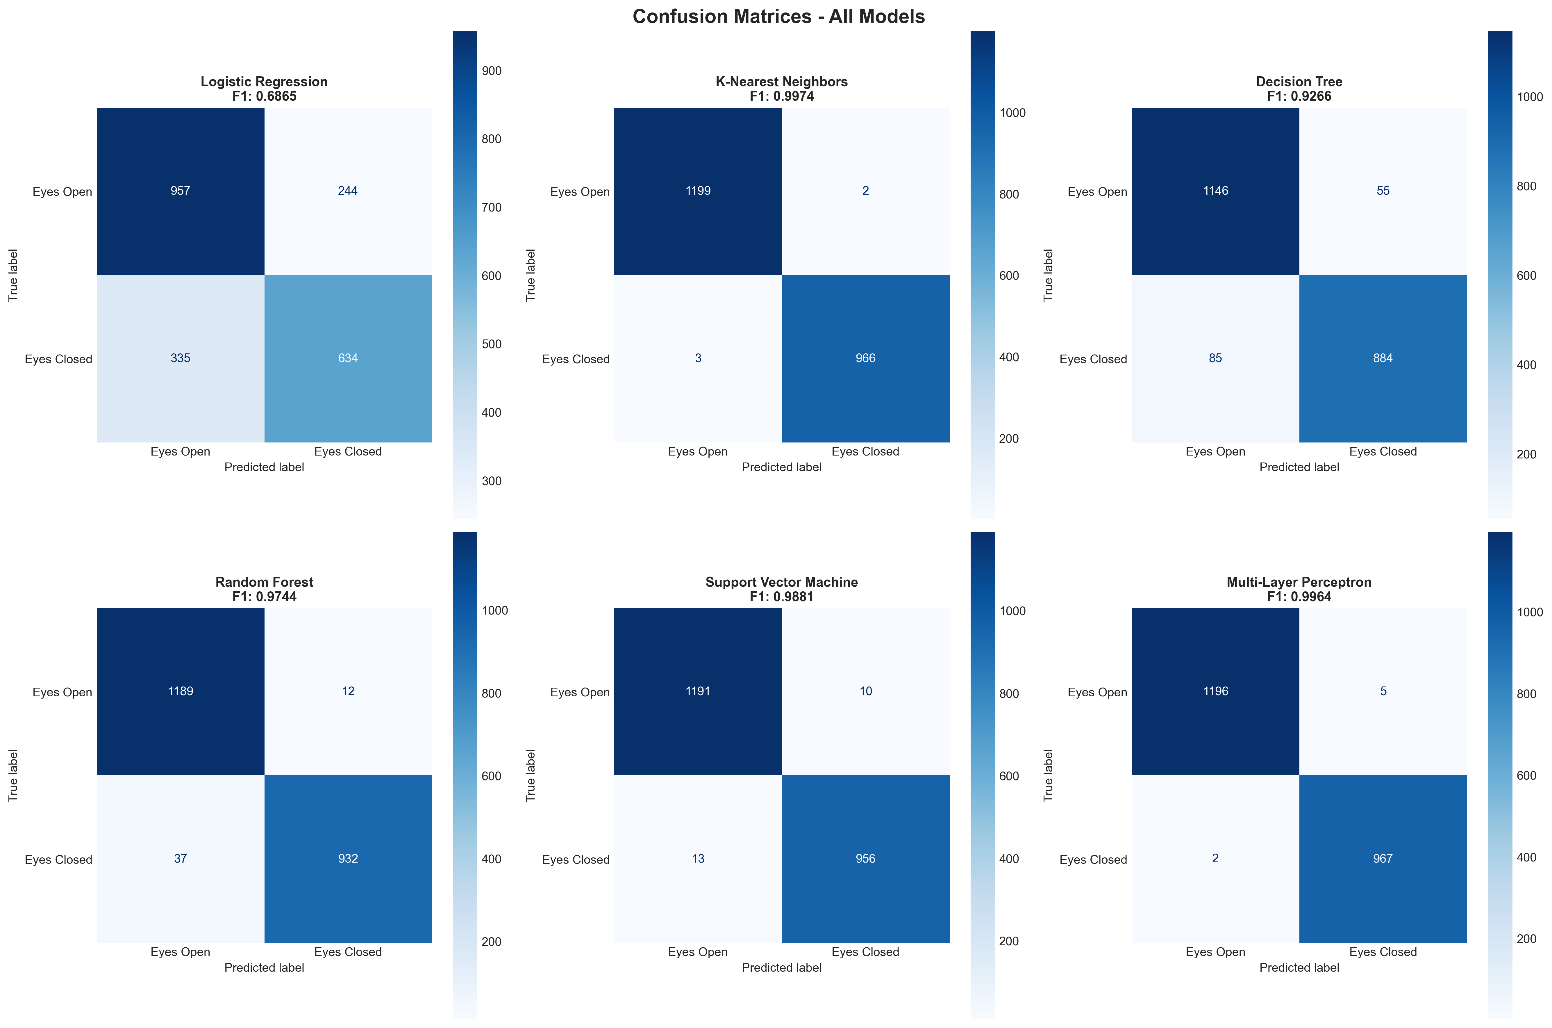 Confusion Matrices - All Models
Logistic Regression
F1: 0.6865
Eyes Open
957
244
Eyes Closed
335
634
Eyes Open
Eyes Closed
Predicted label
True label
900
800
700
600
500
400
300
K-Nearest Neighbors
F1: 0.9974
Eyes Open
1199
2
Eyes Closed
3
966
Eyes Open
Eyes Closed
Predicted label
True label
1000
800
600
400
200
Decision Tree
F1: 0.9266
Eyes Open
1146
55
Eyes Closed
85
884
Eyes Open
Eyes Closed
Predicted label
True label
1000
800
600
400
200
Random Forest
F1: 0.9744
Eyes Open
1189
12
Eyes Closed
37
932
Eyes Open
Eyes Closed
Predicted label
True label
1000
800
600
400
200
Support Vector Machine
F1: 0.9881
Eyes Open
1191
10
Eyes Closed
13
956
Eyes Open
Eyes Closed
Predicted label
True label
1000
800
600
400
200
Multi-Layer Perceptron
F1: 0.9964
Eyes Open
1196
5
Eyes Closed
2
967
Eyes Open
Eyes Closed
Predicted label
True label
1000
800
600
400
200